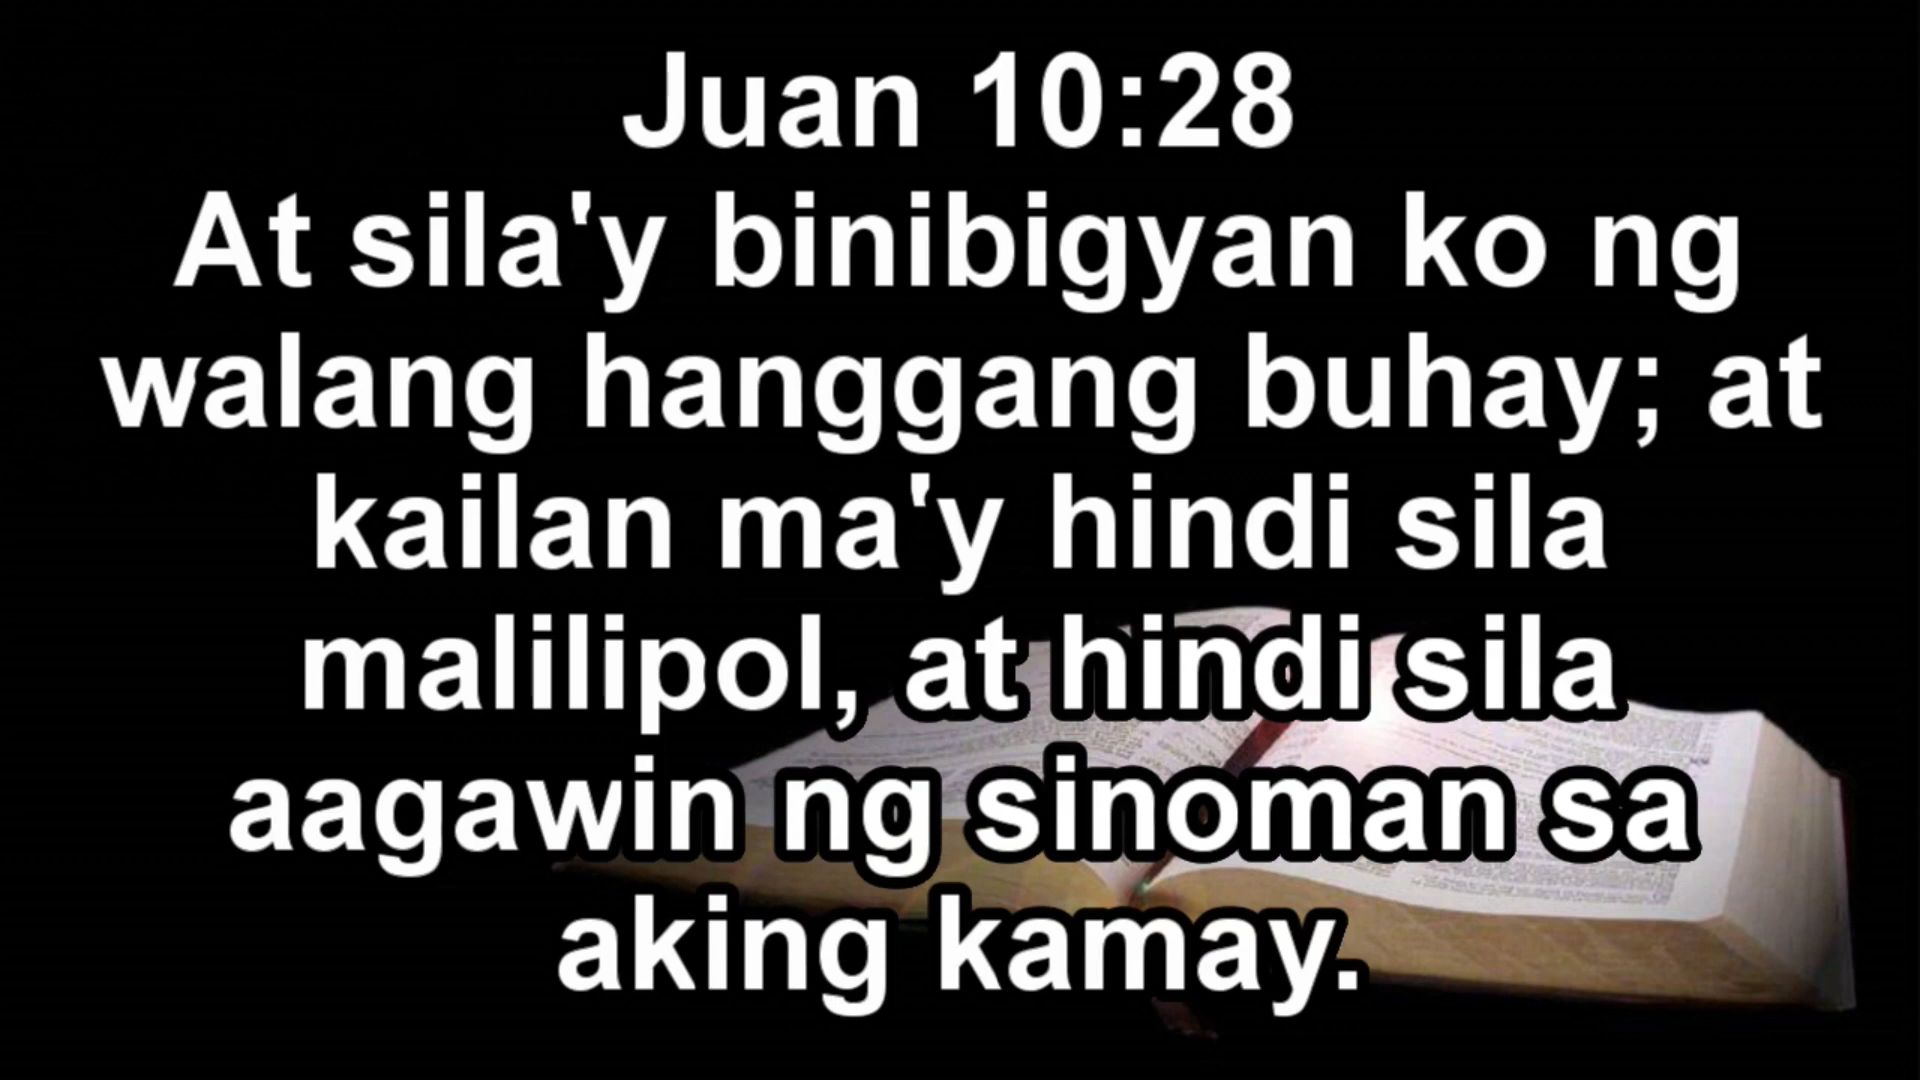 Juan 10:28
At sila'y binibigyan ko ng
walang hanggang buhay; at
kailan ma'y hindi sila
malilipol, at hindi sila
aagawin ng sinoman sa
aking kamay.